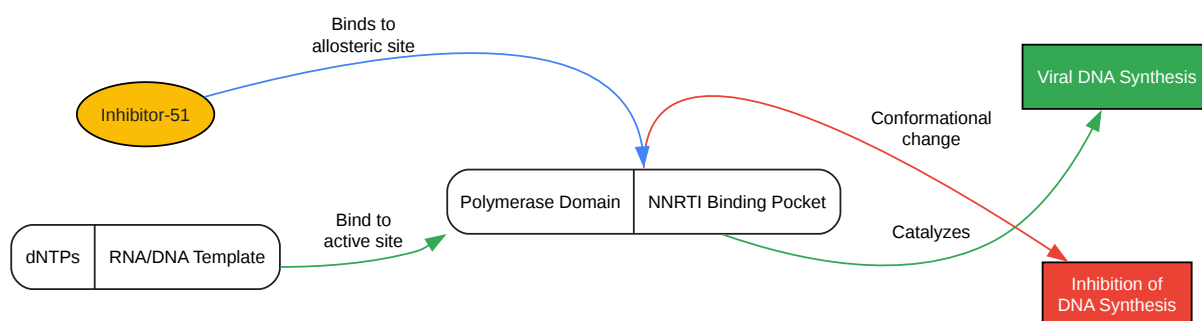 Binds to
allosteric site
Inhibitor-51
Viral DNA Synthesis
Conformational
change
Polymerase Domain
NNRTI Binding Pocket
Bind to
active site
Catalyzes
dNTPs
RNA/DNA Template
Inhibition of
DNA Synthesis